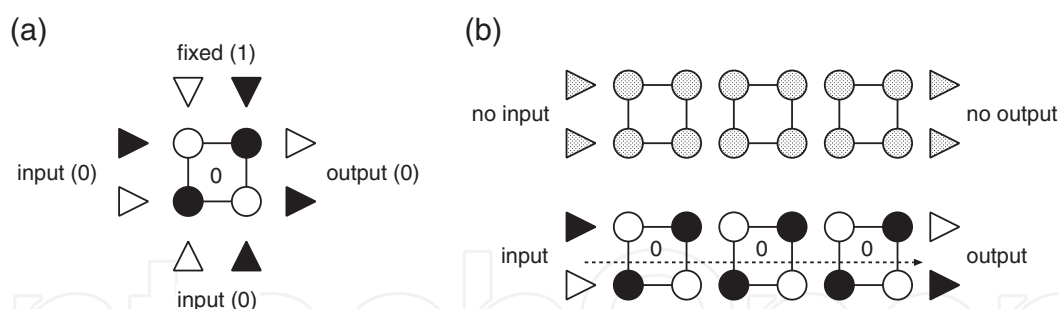 (a)
fixed (1)
input (0)
0
output (0)
input (0)
(b)
no input
no output
input
0
0
0
output